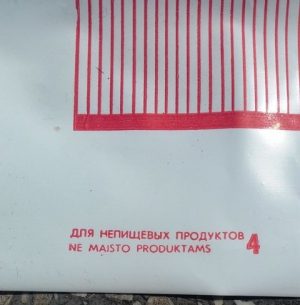 ДЛЯ НЕПИЩЕВЫХ ПРОДУКТОВ 4
NE MAISTO PRODUKTAMS